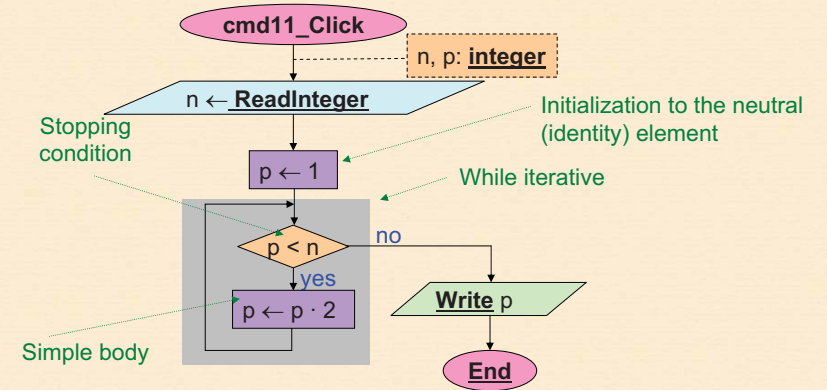 cmd11_Click
n, p: integer
n ← ReadInteger
Initialization to the neutral
(identity) element
Stopping
condition
p ← 1
While iterative
p < n
no
yes
p ← p · 2
Write p
Simple body
End